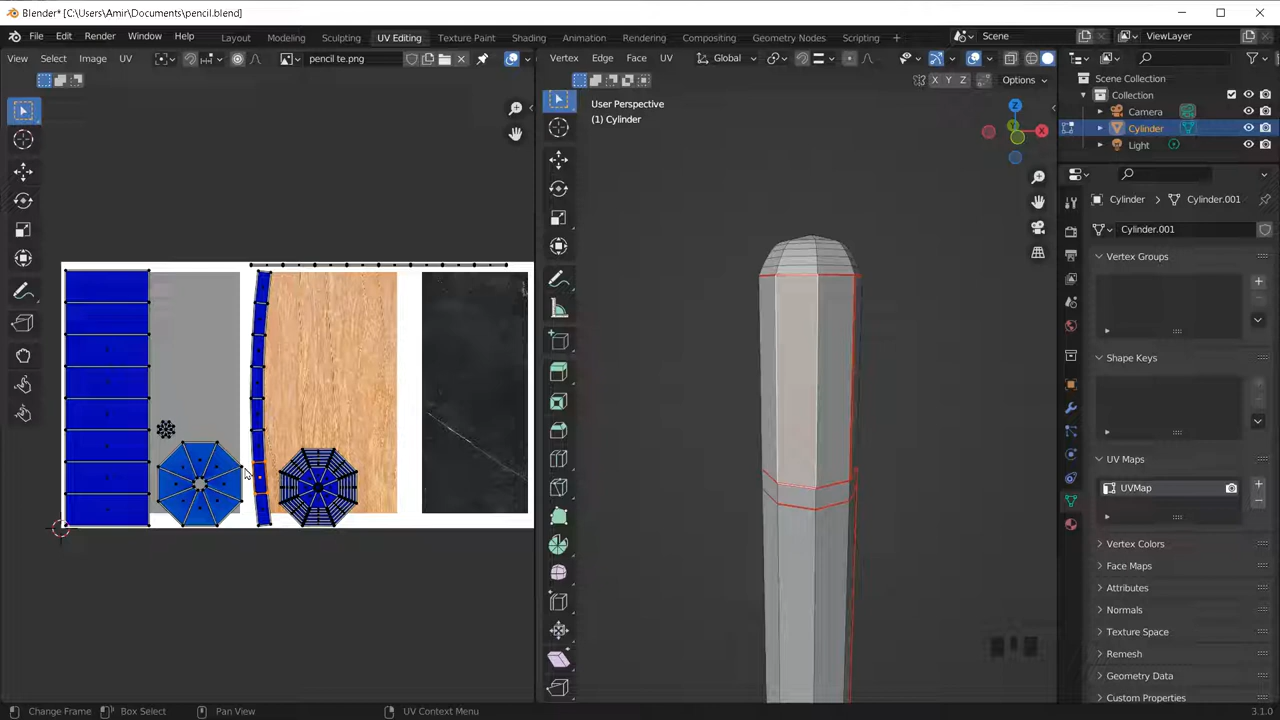 Blender* [C:\Users\Amir\Documents\pencil.blend]
File Edit Render Window Help Layout Modeling Sculpting UV Editing Texture Paint Shading Animation Rendering Compositing Geometry Nodes Scripting Scene ViewLayer
View Select Image UV pencil te.png Vertex Edge Face UV Global
X Y Z Options
User Perspective
(1) Cylinder
Z
X
Y
Scene Collection
Collection
Camera
Cylinder
Light
Cylinder Cylinder.001
Cylinder.001
Vertex Groups
Shape Keys
UV Maps
UVMap
Vertex Colors
Face Maps
Attributes
Normals
Texture Space
Remesh
Geometry Data
Custom Properties
Change Frame Box Select Pan View UV Context Menu 3.1.0